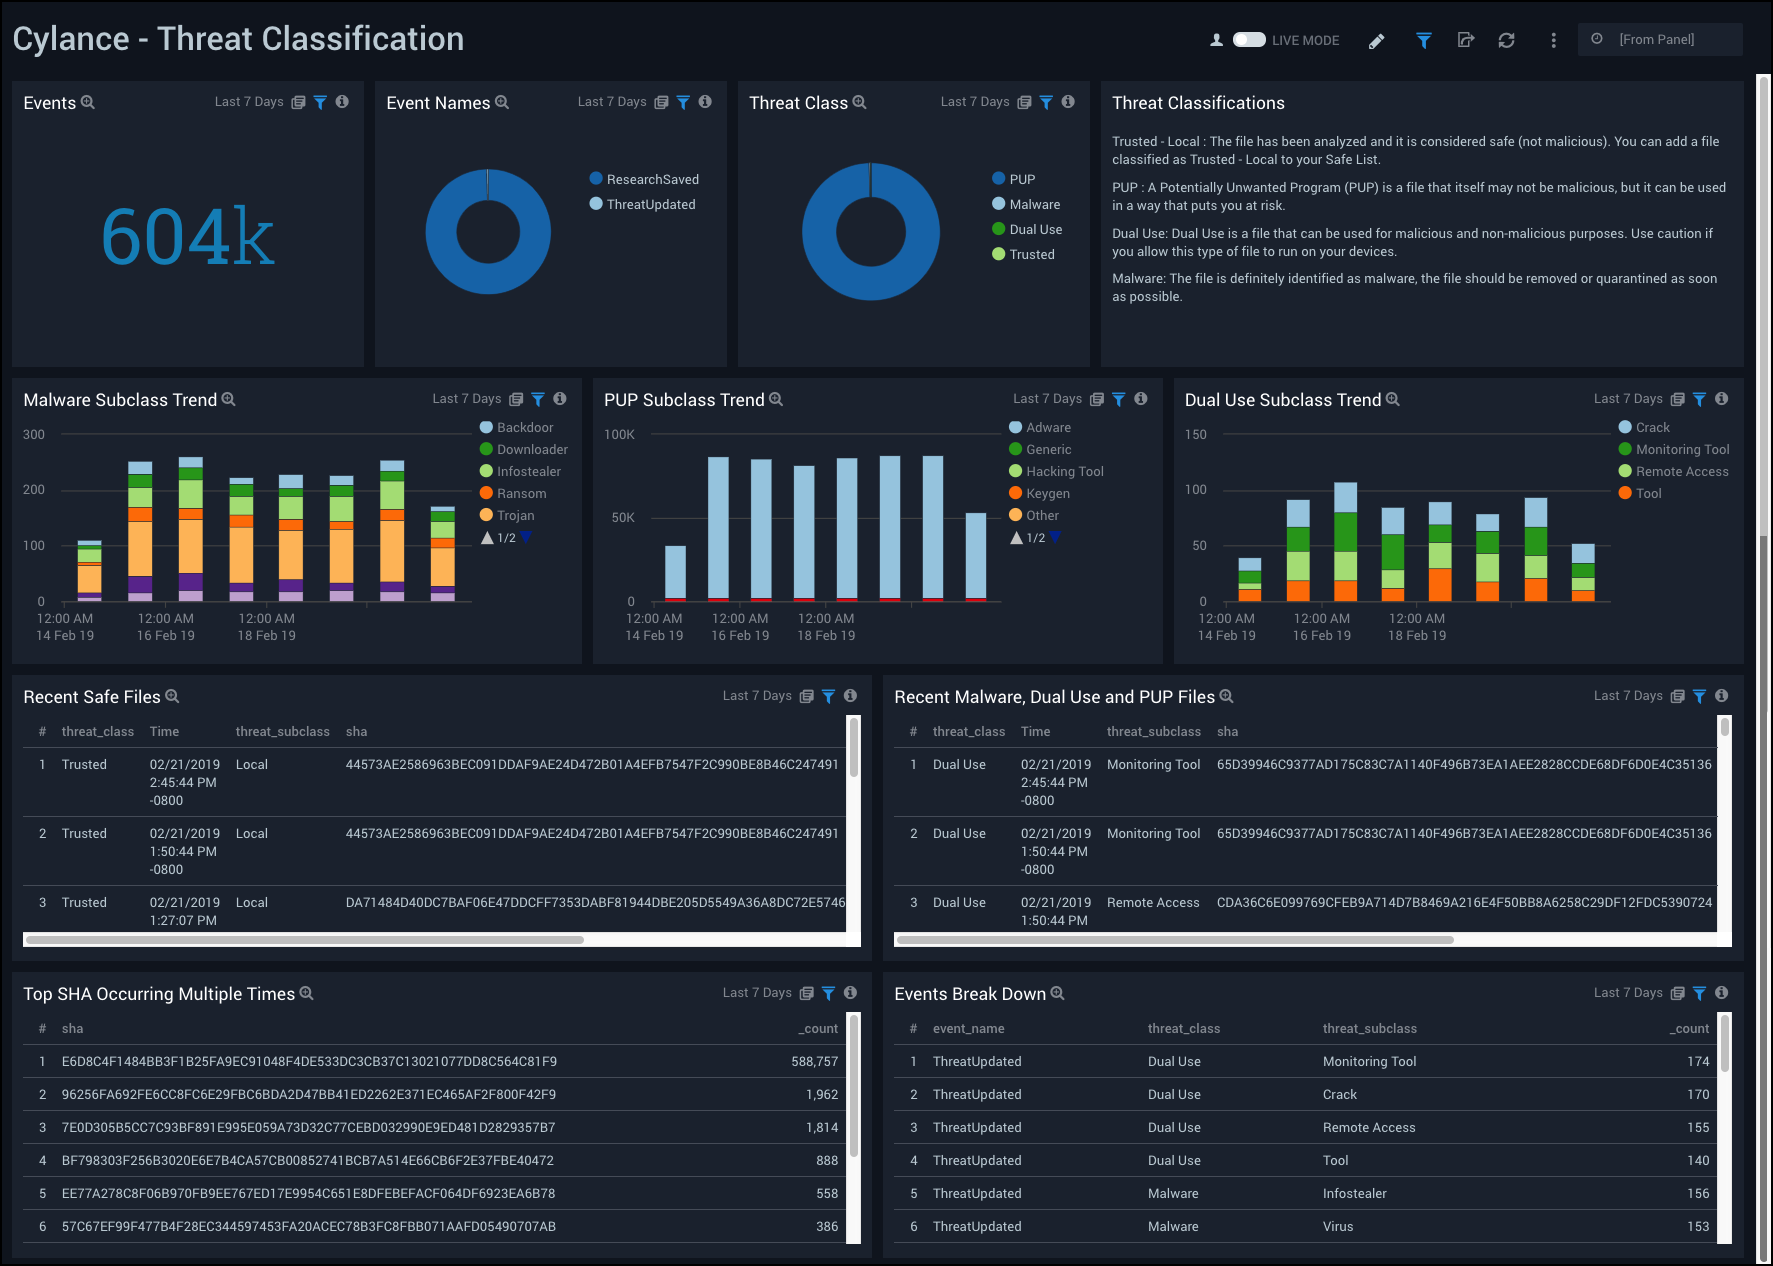 Cylance - Threat Classification
LIVE MODE
[From Panel]
Events
Last 7 Days
604k
Event Names
Last 7 Days
ResearchSaved
ThreatUpdated
Threat Class
Last 7 Days
PUP
Malware
Dual Use
Trusted
Threat Classifications
Trusted - Local : The file has been analyzed and it is considered safe (not malicious). You can add a file
classified as Trusted - Local to your Safe List.
PUP : A Potentially Unwanted Program (PUP) is a file that itself may not be malicious, but it can be used
in a way that puts you at risk.
Dual Use: Dual Use is a file that can be used for malicious and non-malicious purposes. Use caution if
you allow this type of file to run on your devices.
Malware: The file is definitely identified as malware, the file should be removed or quarantined as soon
as possible.
Malware Subclass Trend
Last 7 Days
300
200
100
0
12:00 AM 12:00 AM 12:00 AM
14 Feb 19 16 Feb 19 18 Feb 19
Backdoor
Downloader
Infostealer
Ransom
Trojan
1/2
PUP Subclass Trend
Last 7 Days
100K
50K
0
12:00 AM 12:00 AM 12:00 AM
14 Feb 19 16 Feb 19 18 Feb 19
Adware
Generic
Hacking Tool
Keygen
Other
1/2
Dual Use Subclass Trend
Last 7 Days
150
100
50
0
12:00 AM 12:00 AM 12:00 AM
14 Feb 19 16 Feb 19 18 Feb 19
Crack
Monitoring Tool
Remote Access
Tool
Recent Safe Files
Last 7 Days
# threat_class Time threat_subclass sha
1 Trusted 02/21/2019 Local 44573AE2586963BEC091DDAF9AE24D472B01A4EFB7547F2C990BE8B46C247491
2:45:44 PM
-0800
2 Trusted 02/21/2019 Local 44573AE2586963BEC091DDAF9AE24D472B01A4EFB7547F2C990BE8B46C247491
1:50:44 PM
-0800
3 Trusted 02/21/2019 Local DA71484D40DC7BAF06E47DDCFF7353DABF81944DBE205D5549A36A8DC72E5746
1:27:07 PM
Recent Malware, Dual Use and PUP Files
Last 7 Days
# threat_class Time threat_subclass sha
1 Dual Use 02/21/2019 Monitoring Tool 65D39946C9377AD175C83C7A1140F496B73EA1AEE2828CCDE68DF6D0E4C35136
2:45:44 PM
-0800
2 Dual Use 02/21/2019 Monitoring Tool 65D39946C9377AD175C83C7A1140F496B73EA1AEE2828CCDE68DF6D0E4C35136
1:50:44 PM
-0800
3 Dual Use 02/21/2019 Remote Access CDA36C6E099769CFEB9A714D7B8469A216E4F50BB8A6258C29DF12FDC5390724
1:50:44 PM
Top SHA Occurring Multiple Times
Last 7 Days
# sha _count
1 E6D8C4F1484BB3F1B25FA9EC91048F4DE533DC3CB37C13021077DD8C564C81F9 588,757
2 96256FA692FE6CC8FC6E29FBC6BDA2D47BB41ED2262E371EC465AF2F800F42F9 1,962
3 7E0D305B5CC7C93BF891E995E059A73D32C77CEBD032990E9ED481D2829357B7 1,814
4 BF798303F256B3020E6E7B4CA57CB00852741BCB7A514E66CB6F2E37FBE40472 888
5 EE77A278C8F06B970FB9EE767ED17E9954C651E8DFEBEFACF064DF6923EA6B78 558
6 57C67EF99F477B4F28EC344597453FA20ACEC78B3FC8FBB071AAFD05490707AB 386
Events Break Down
Last 7 Days
# event_name threat_class threat_subclass _count
1 ThreatUpdated Dual Use Monitoring Tool 174
2 ThreatUpdated Dual Use Crack 170
3 ThreatUpdated Dual Use Remote Access 155
4 ThreatUpdated Dual Use Tool 140
5 ThreatUpdated Malware Infostealer 156
6 ThreatUpdated Malware Virus 153